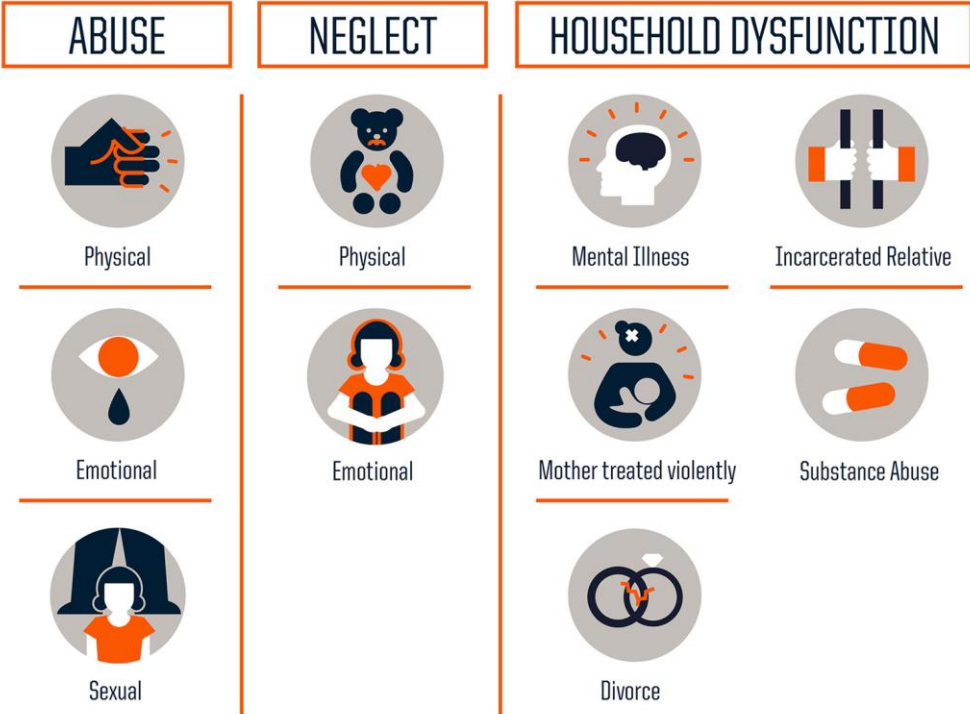 ABUSE
NEGLECT
HOUSEHOLD DYSFUNCTION
Physical
Physical
Mental Illness
Incarcerated Relative
Emotional
Emotional
Mother treated violently
Substance Abuse
Sexual
Divorce